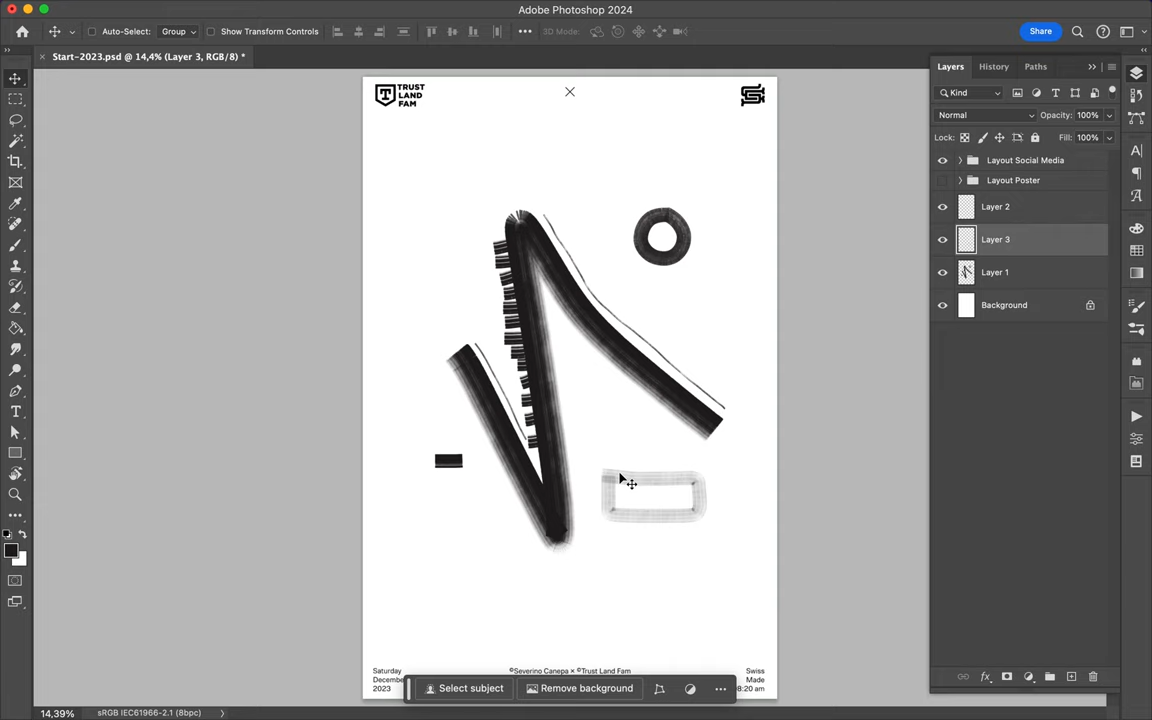 Adobe Photoshop 2024
Auto-Select:
Group
Show Transform Controls
3D Mode:
Share
Start-2023.psd @ 14,4% (Layer 3, RGB/8) *
Layers
History
Paths
Kind
Normal
Opacity:
100%
Lock:
Fill:
100%
Layout Social Media
Layout Poster
Layer 2
Layer 3
Layer 1
Background
TRUST
LAND
FAM
Saturday
Decembe
2023
©Severino Canepa × ©Trust Land Fam
Swiss
Made
8:20 am
Select subject
Remove background
14,39%
sRGB IEC61966-2.1 (8bpc)